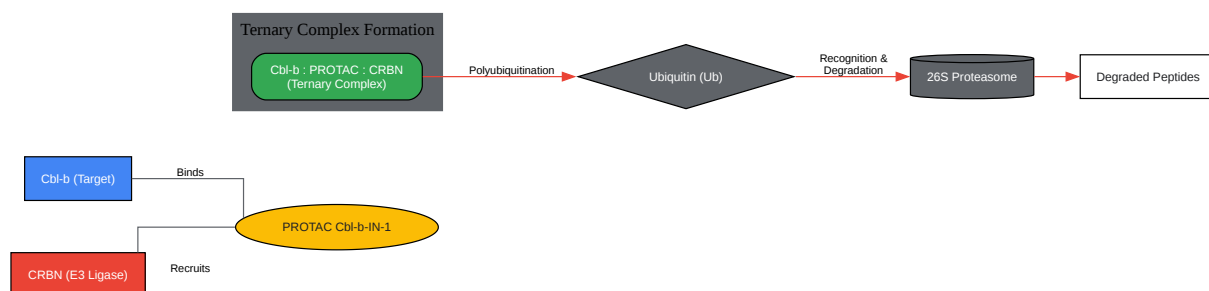 Ternary Complex Formation
Cbl-b : PROTAC : CRBN
(Ternary Complex)
Polyubiquitination
Ubiquitin (Ub)
Recognition &
Degradation
26S Proteasome
Degraded Peptides
Cbl-b (Target)
Binds
PROTAC Cbl-b-IN-1
CRBN (E3 Ligase)
Recruits